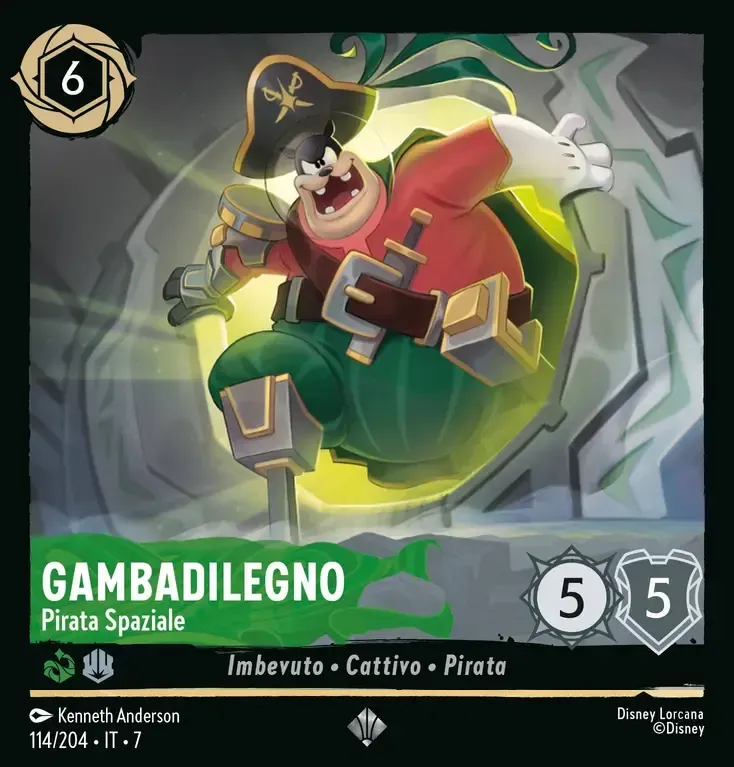 6
GAMBADILEGNO
Pirata Spaziale
5
5
Imbevuto • Cattivo • Pirata
Kenneth Anderson
114/204 • IT • 7
Disney Lorcana
©Disney